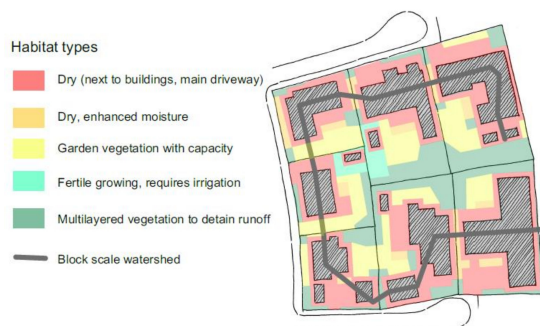 Habitat types
Dry (next to buildings, main driveway)
Dry, enhanced moisture
Garden vegetation with capacity
Fertile growing, requires irrigation
Multilayered vegetation to detain runoff
Block scale watershed